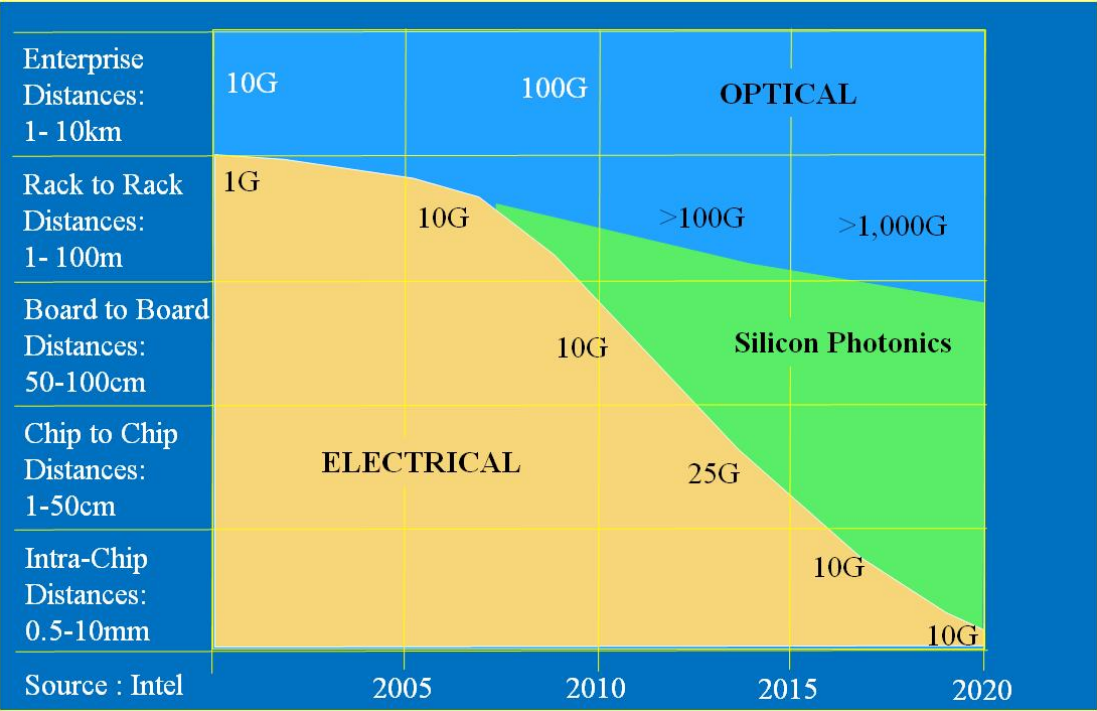 Enterprise
Distances:
1- 10km
10G
100G
OPTICAL
Rack to Rack
Distances:
1- 100m
1G
10G
>100G
>1,000G
Board to Board
Distances:
50-100cm
10G
Silicon Photonics
Chip to Chip
Distances:
1-50cm
ELECTRICAL
25G
Intra-Chip
Distances:
0.5-10mm
10G
10G
Source : Intel
2005
2010
2015
2020